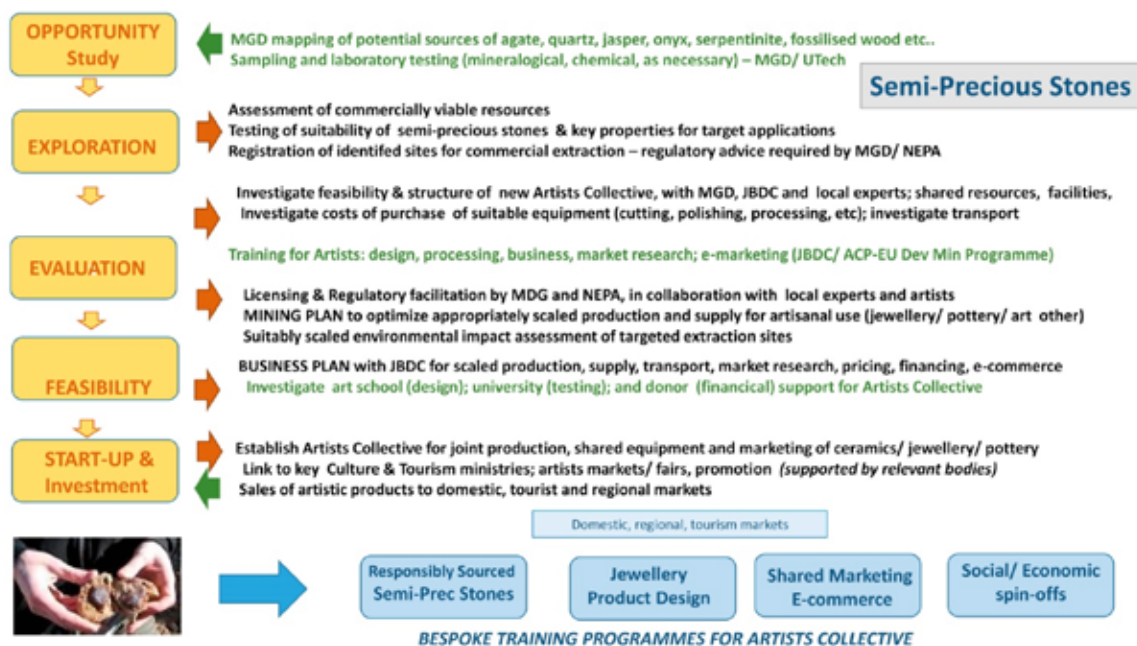 OPPORTUNITY
Study
MGD mapping of potential sources of agate, quartz, jasper, onyx, serpentinite, fossilised wood etc..
Sampling and laboratory testing (mineralogical, chemical, as necessary) – MGD/ UTech
Semi-Precious Stones
EXPLORATION
Assessment of commercially viable resources
Testing of suitability of semi-precious stones & key properties for target applications
Registration of identifed sites for commercial extraction – regulatory advice required by MGD/ NEPA
Investigate feasibility & structure of new Artists Collective, with MGD, JBDC and local experts; shared resources, facilities,
Investigate costs of purchase of suitable equipment (cutting, polishing, processing, etc); investigate transport
EVALUATION
Training for Artists: design, processing, business, market research; e-marketing (JBDC/ ACP-EU Dev Min Programme)
Licensing & Regulatory facilitation by MDG and NEPA, in collaboration with local experts and artists
MINING PLAN to optimize appropriately scaled production and supply for artisanal use (jewellery/ pottery/ art other)
Suitably scaled environmental impact assessment of targeted extraction sites
FEASIBILITY
BUSINESS PLAN with JBDC for scaled production, supply, transport, market research, pricing, financing, e-commerce
Investigate art school (design); university (testing); and donor (financical) support for Artists Collective
START-UP &
Investment
Establish Artists Collective for joint production, shared equipment and marketing of ceramics/ jewellery/ pottery
Link to key Culture & Tourism ministries; artists markets/ fairs, promotion (supported by relevant bodies)
Sales of artistic products to domestic, tourist and regional markets
Domestic, regional, tourism markets
Responsibly Sourced
Semi-Prec Stones
Jewellery
Product Design
Shared Marketing
E-commerce
Social/ Economic
spin-offs
BESPOKE TRAINING PROGRAMMES FOR ARTISTS COLLECTIVE